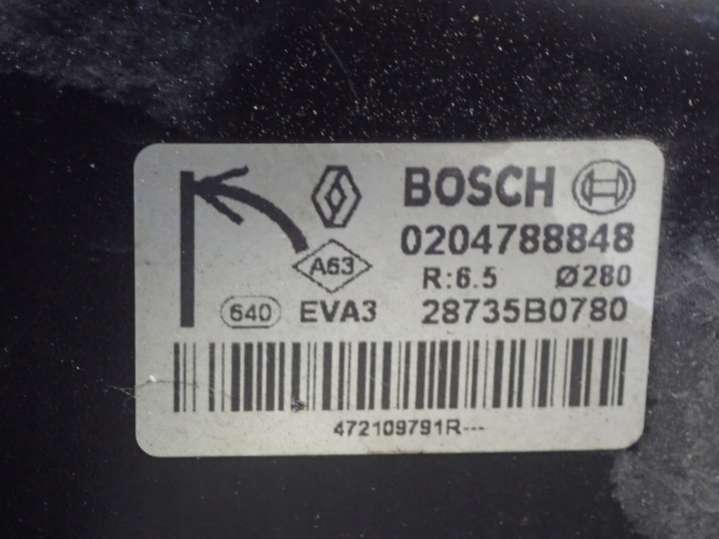 BOSCH
0204788848
A63
R:6.5 Ø280
640 EVA3 28735B0780
472109791R---